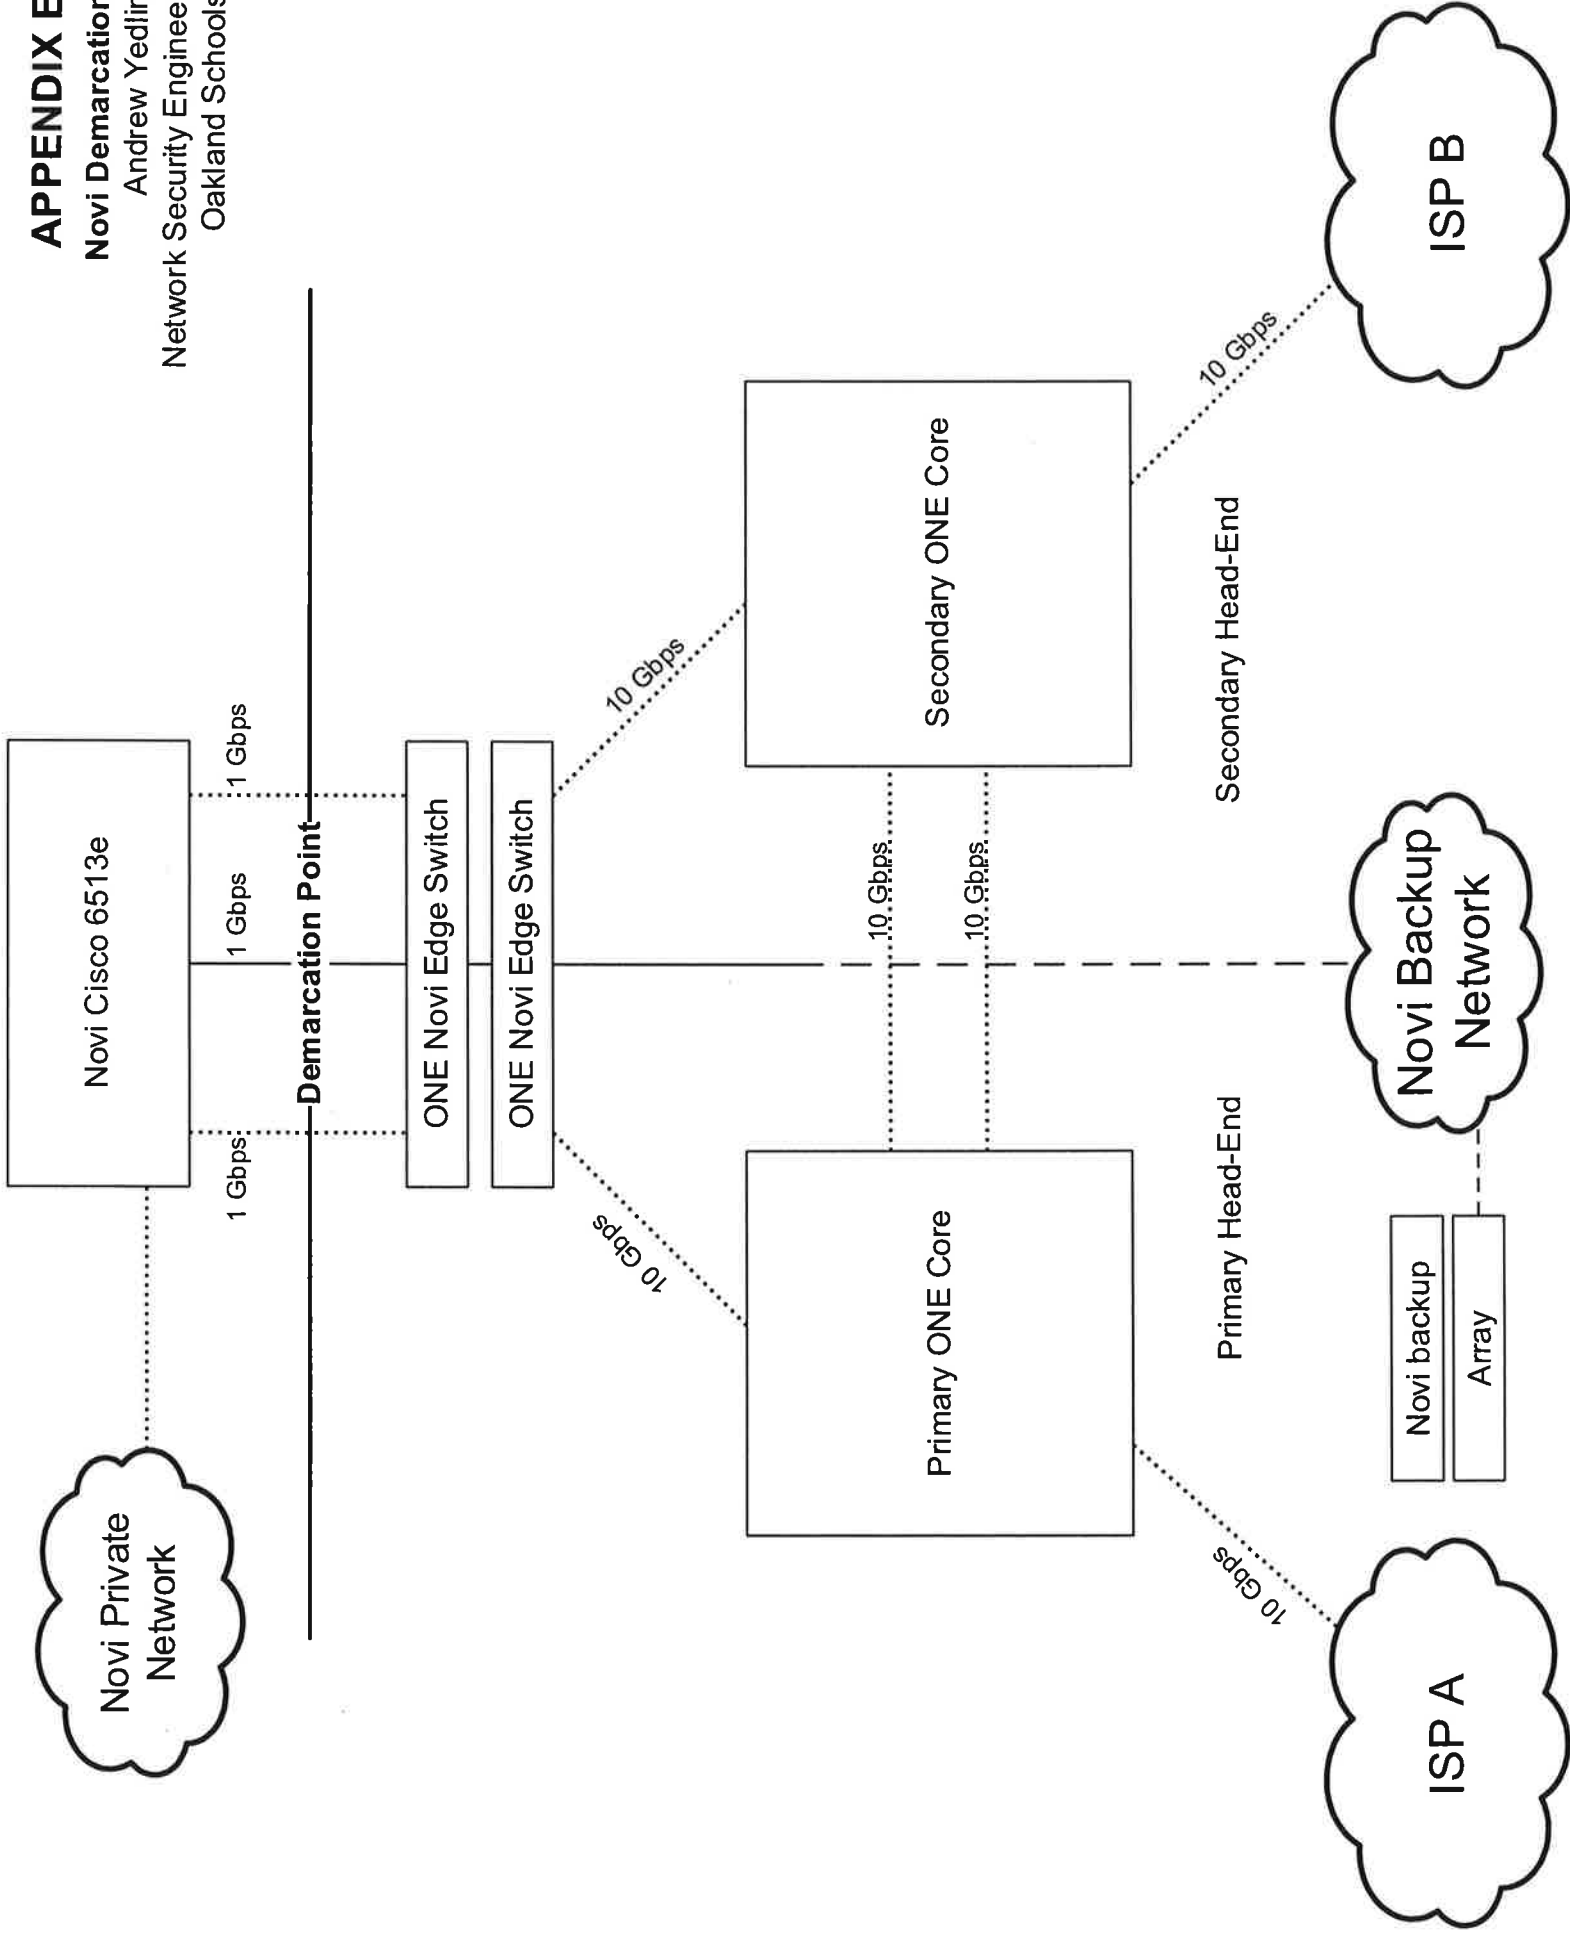 APPENDIX E
Novi Demarcation
Andrew Yedlin
Network Security Enginee
Oakland Schools
Novi Private
Network
Novi Cisco 6513e
1 Gbps
1 Gbps
1 Gbps
Demarcation Point
ONE Novi Edge Switch
ONE Novi Edge Switch
10 Gbps
10 Gbps
Primary ONE Core
10 Gbps
10 Gbps
Secondary ONE Core
Primary Head-End
Secondary Head-End
10 Gbps
10 Gbps
ISP A
Novi backup
Array
Novi Backup
Network
ISP B